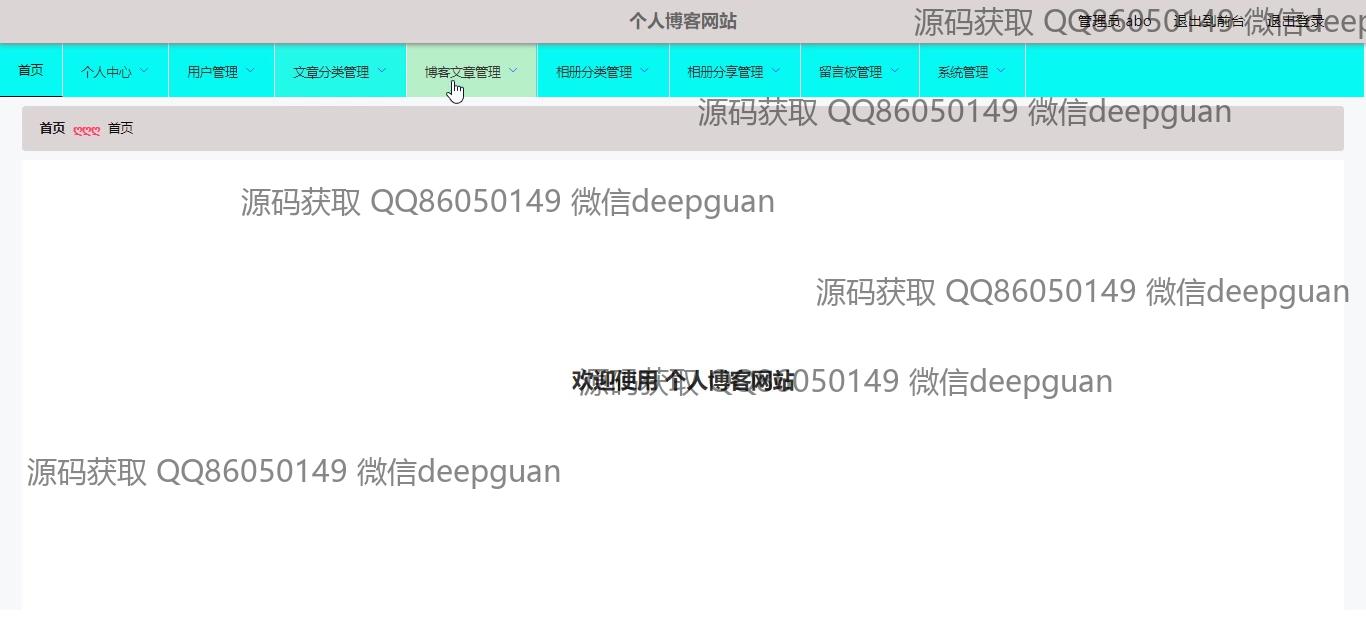 个人博客网站
管理员 abo 退出到前台 退出登录
源码获取 QQ86050149 微信deep
首页 个人中心 用户管理 文章分类管理 博客文章管理 相册分类管理 相册分享管理 留言板管理 系统管理
源码获取 QQ86050149 微信deepguan
首页 ღღღ 首页
源码获取 QQ86050149 微信deepguan
源码获取 QQ86050149 微信deepguan
欢迎使用 个人博客网站
源码获取 QQ86050149 微信deepguan
源码获取 QQ86050149 微信deepguan